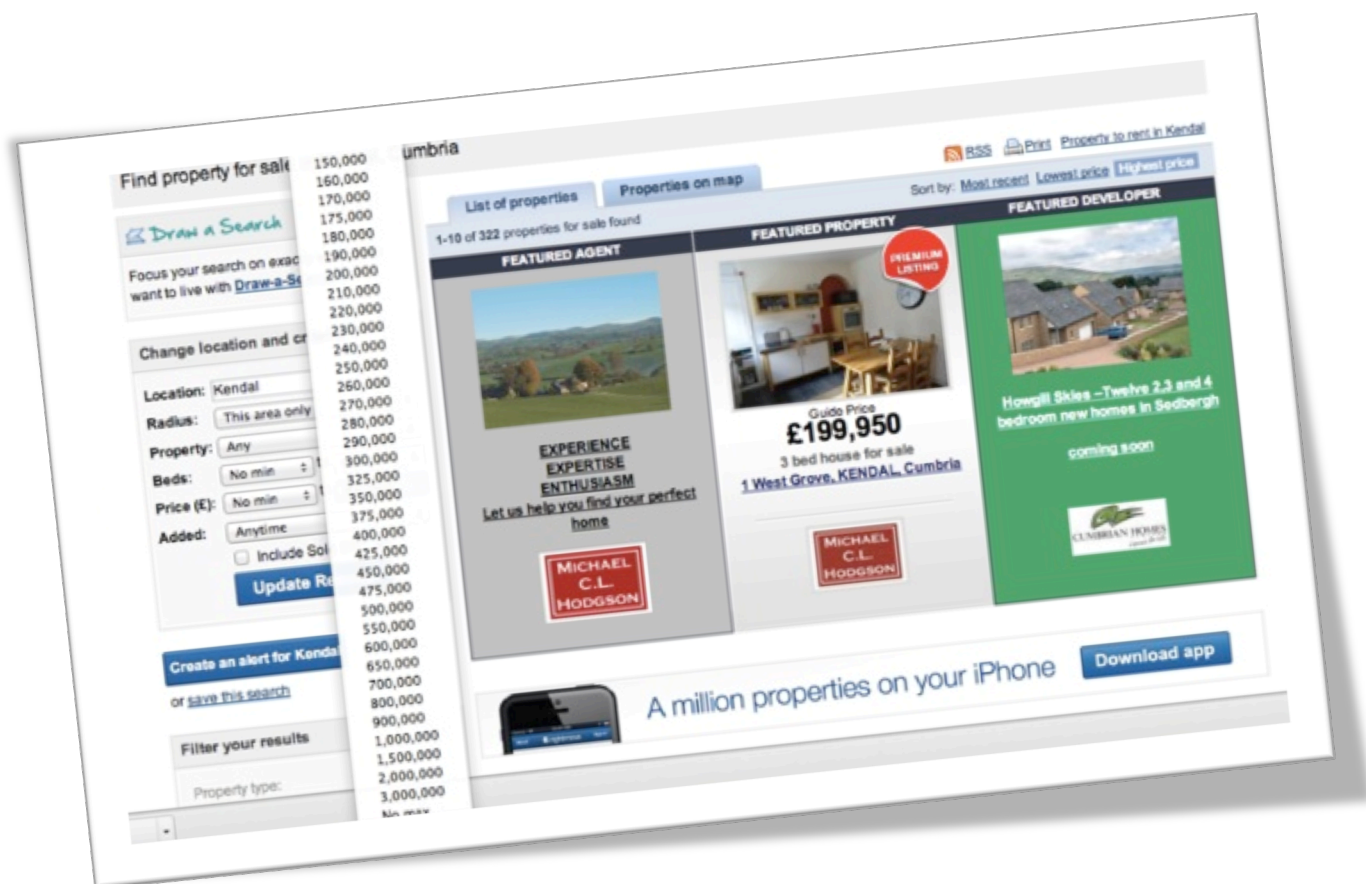 Find property for sale
umbria
RSS Print Property to rent in Kendal
Draw a Search
Focus your search on exac
want to live with Draw-a-Se
Change location and cr
Location: Kendal
Radius: This area only
Property: Any
Beds: No min
Price (£): No min
Added: Anytime
Include Sol
Update Re
Create an alert for Kendal
or save this search
Filter your results
Property type:
150,000
160,000
170,000
175,000
180,000
190,000
200,000
210,000
220,000
230,000
240,000
250,000
260,000
270,000
280,000
290,000
300,000
325,000
350,000
375,000
400,000
425,000
450,000
475,000
500,000
550,000
600,000
650,000
700,000
800,000
900,000
1,000,000
1,500,000
2,000,000
3,000,000
No max
List of properties
Properties on map
1-10 of 322 properties for sale found
Sort by: Most recent Lowest price Highest price
FEATURED AGENT
EXPERIENCE
EXPERTISE
ENTHUSIASM
Let us help you find your perfect
home
MICHAEL
C.L.
HODGSON
FEATURED PROPERTY
PREMIUM
LISTING
Guide Price
£199,950
3 bed house for sale
1 West Grove, KENDAL, Cumbria
MICHAEL
C.L.
HODGSON
FEATURED DEVELOPER
Howgill Skies –Twelve 2,3 and 4
bedroom new homes in Sedbergh
coming soon
CUMBRIAN HOMES
A million properties on your iPhone
Download app